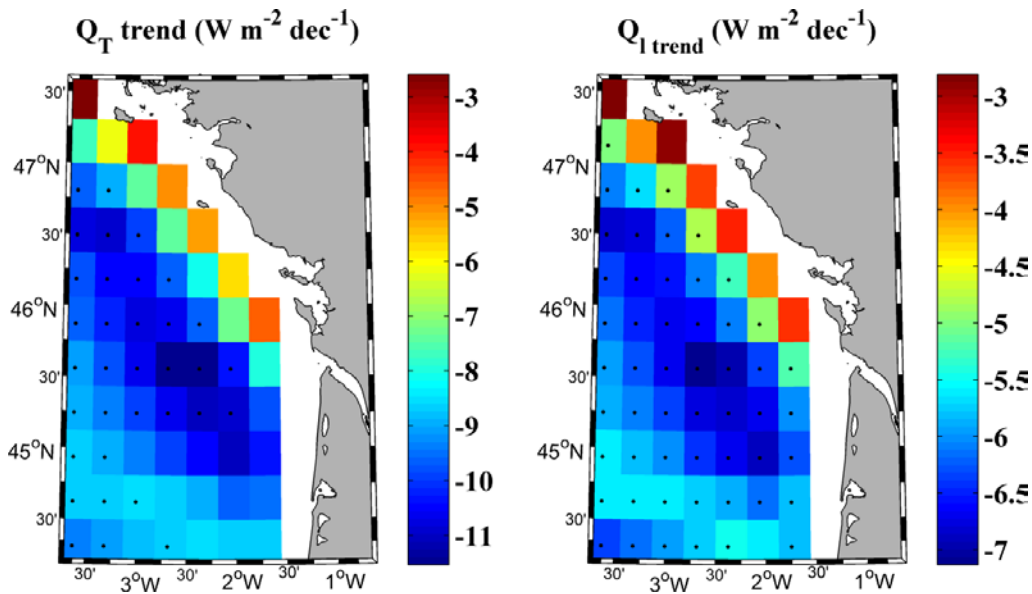 Q_T trend (W m^-2 dec^-1)
30'
47°N
30'
46°N
30'
45°N
30'
30'
3°W
30'
2°W
30'
1°W
-3
-4
-5
-6
-7
-8
-9
-10
-11
Q_l trend (W m^-2 dec^-1)
30'
47°N
30'
46°N
30'
45°N
30'
30'
3°W
30'
2°W
30'
1°W
-3
-3.5
-4
-4.5
-5
-5.5
-6
-6.5
-7